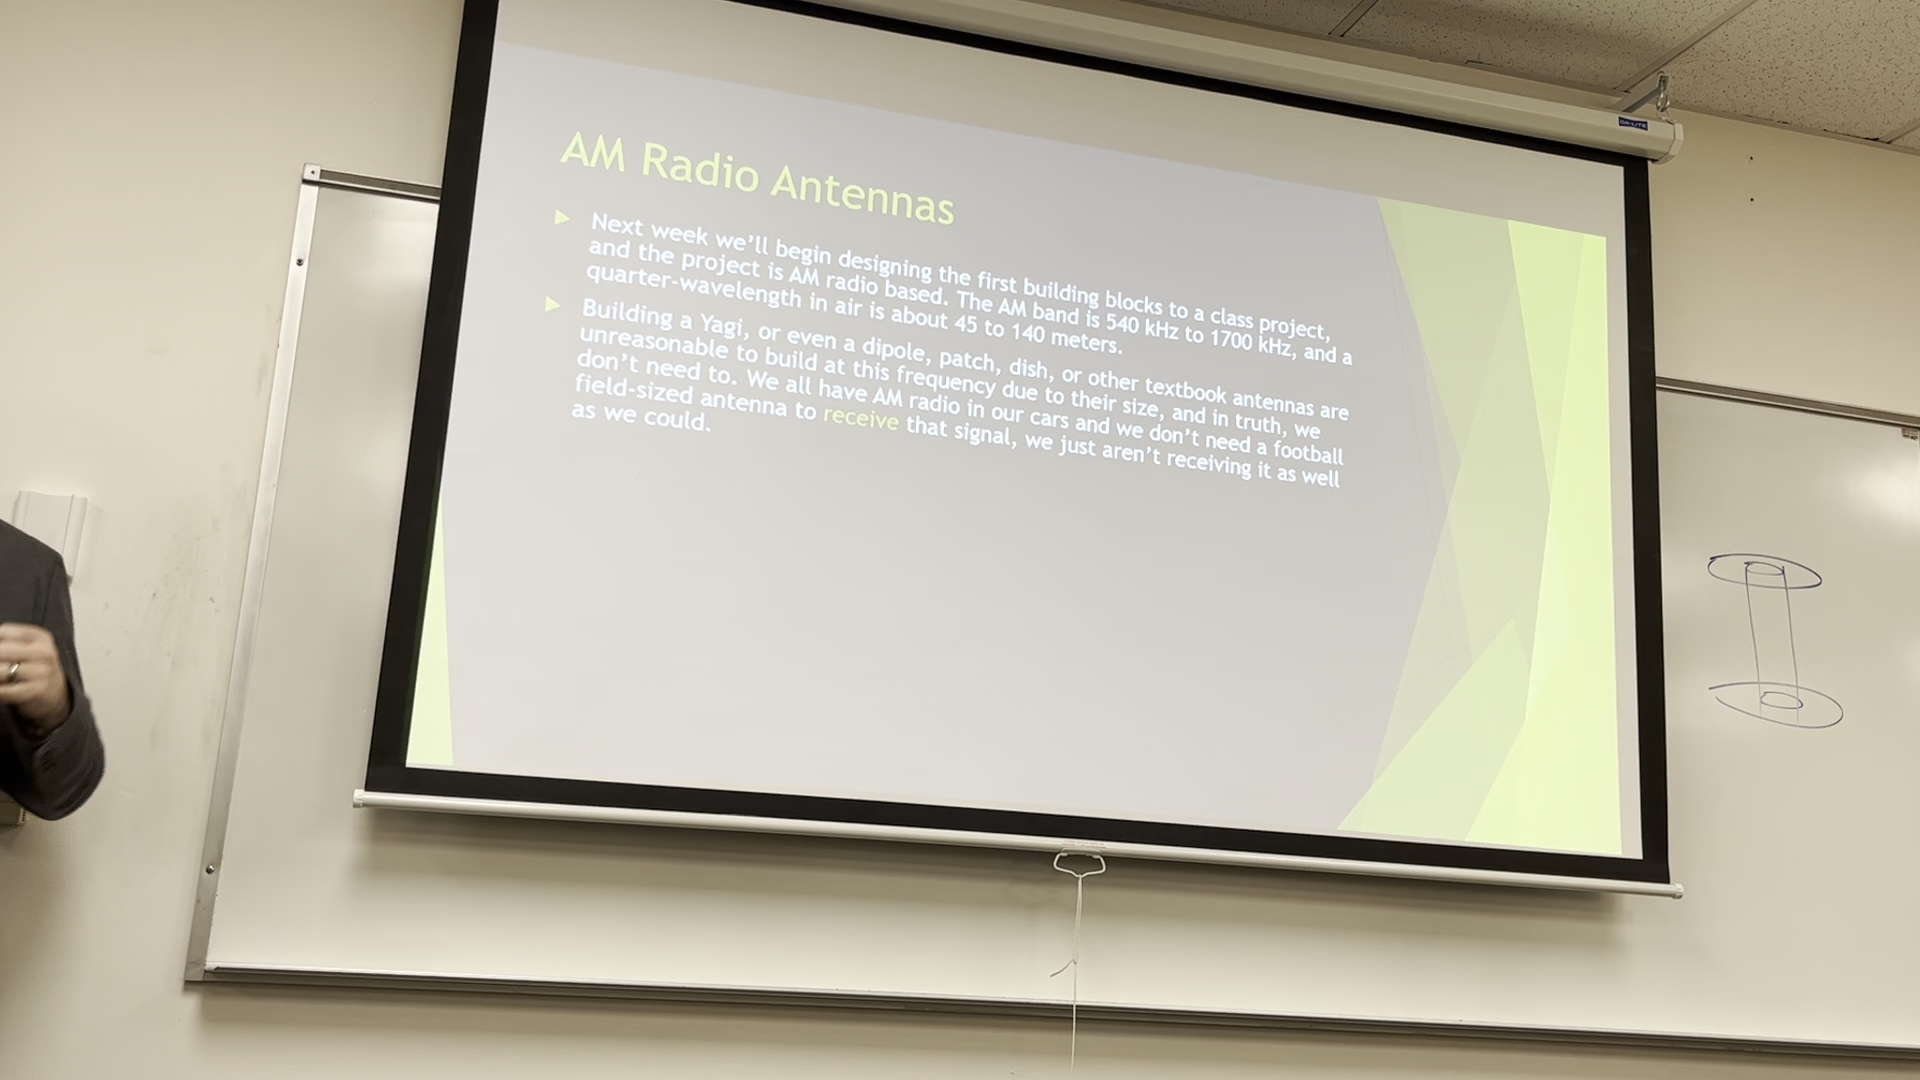 DA-LITE
AM Radio Antennas
Next week we'll begin designing the first building blocks to a class project,
and the project is AM radio based. The AM band is 540 kHz to 1700 kHz, and a
quarter-wavelength in air is about 45 to 140 meters.
Building a Yagi, or even a dipole, patch, dish, or other textbook antennas are
unreasonable to build at this frequency due to their size, and in truth, we
don't need to. We all have AM radio in our cars and we don't need a football
field-sized antenna to receive that signal, we just aren't receiving it as well
as we could.